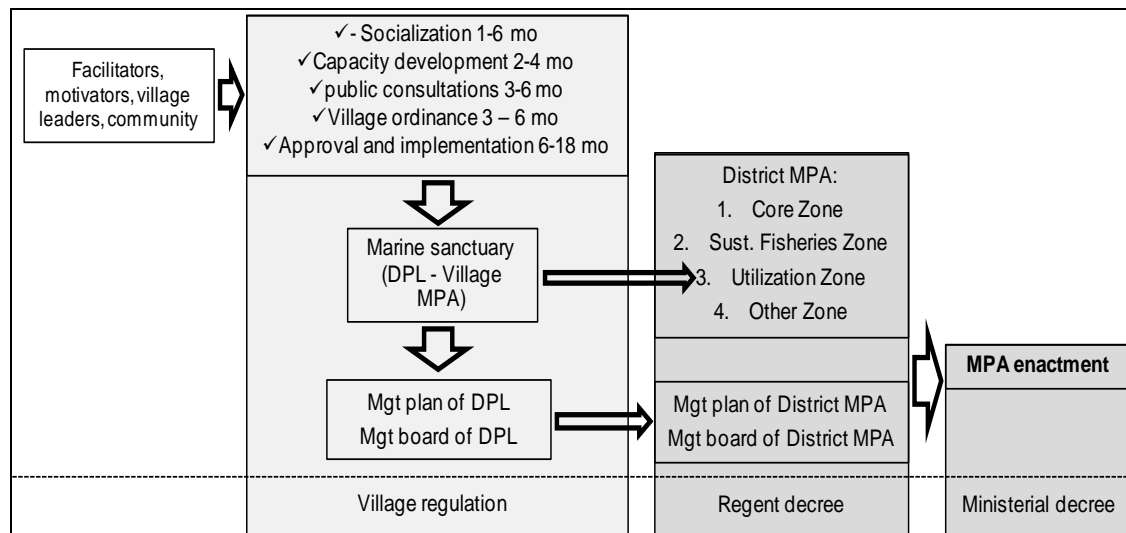 Facilitators,
motivators, village
leaders, community
✓- Socialization 1-6 mo
✓Capacity development 2-4 mo
✓public consultations 3-6 mo
✓Village ordinance 3 – 6 mo
✓Approval and implementation 6-18 mo
Marine sanctuary
(DPL - Village
MPA)
Mgt plan of DPL
Mgt board of DPL
Village regulation
District MPA:
1. Core Zone
2. Sust. Fisheries Zone
3. Utilization Zone
4. Other Zone
Mgt plan of District MPA
Mgt board of District MPA
Regent decree
MPA enactment
Ministerial decree